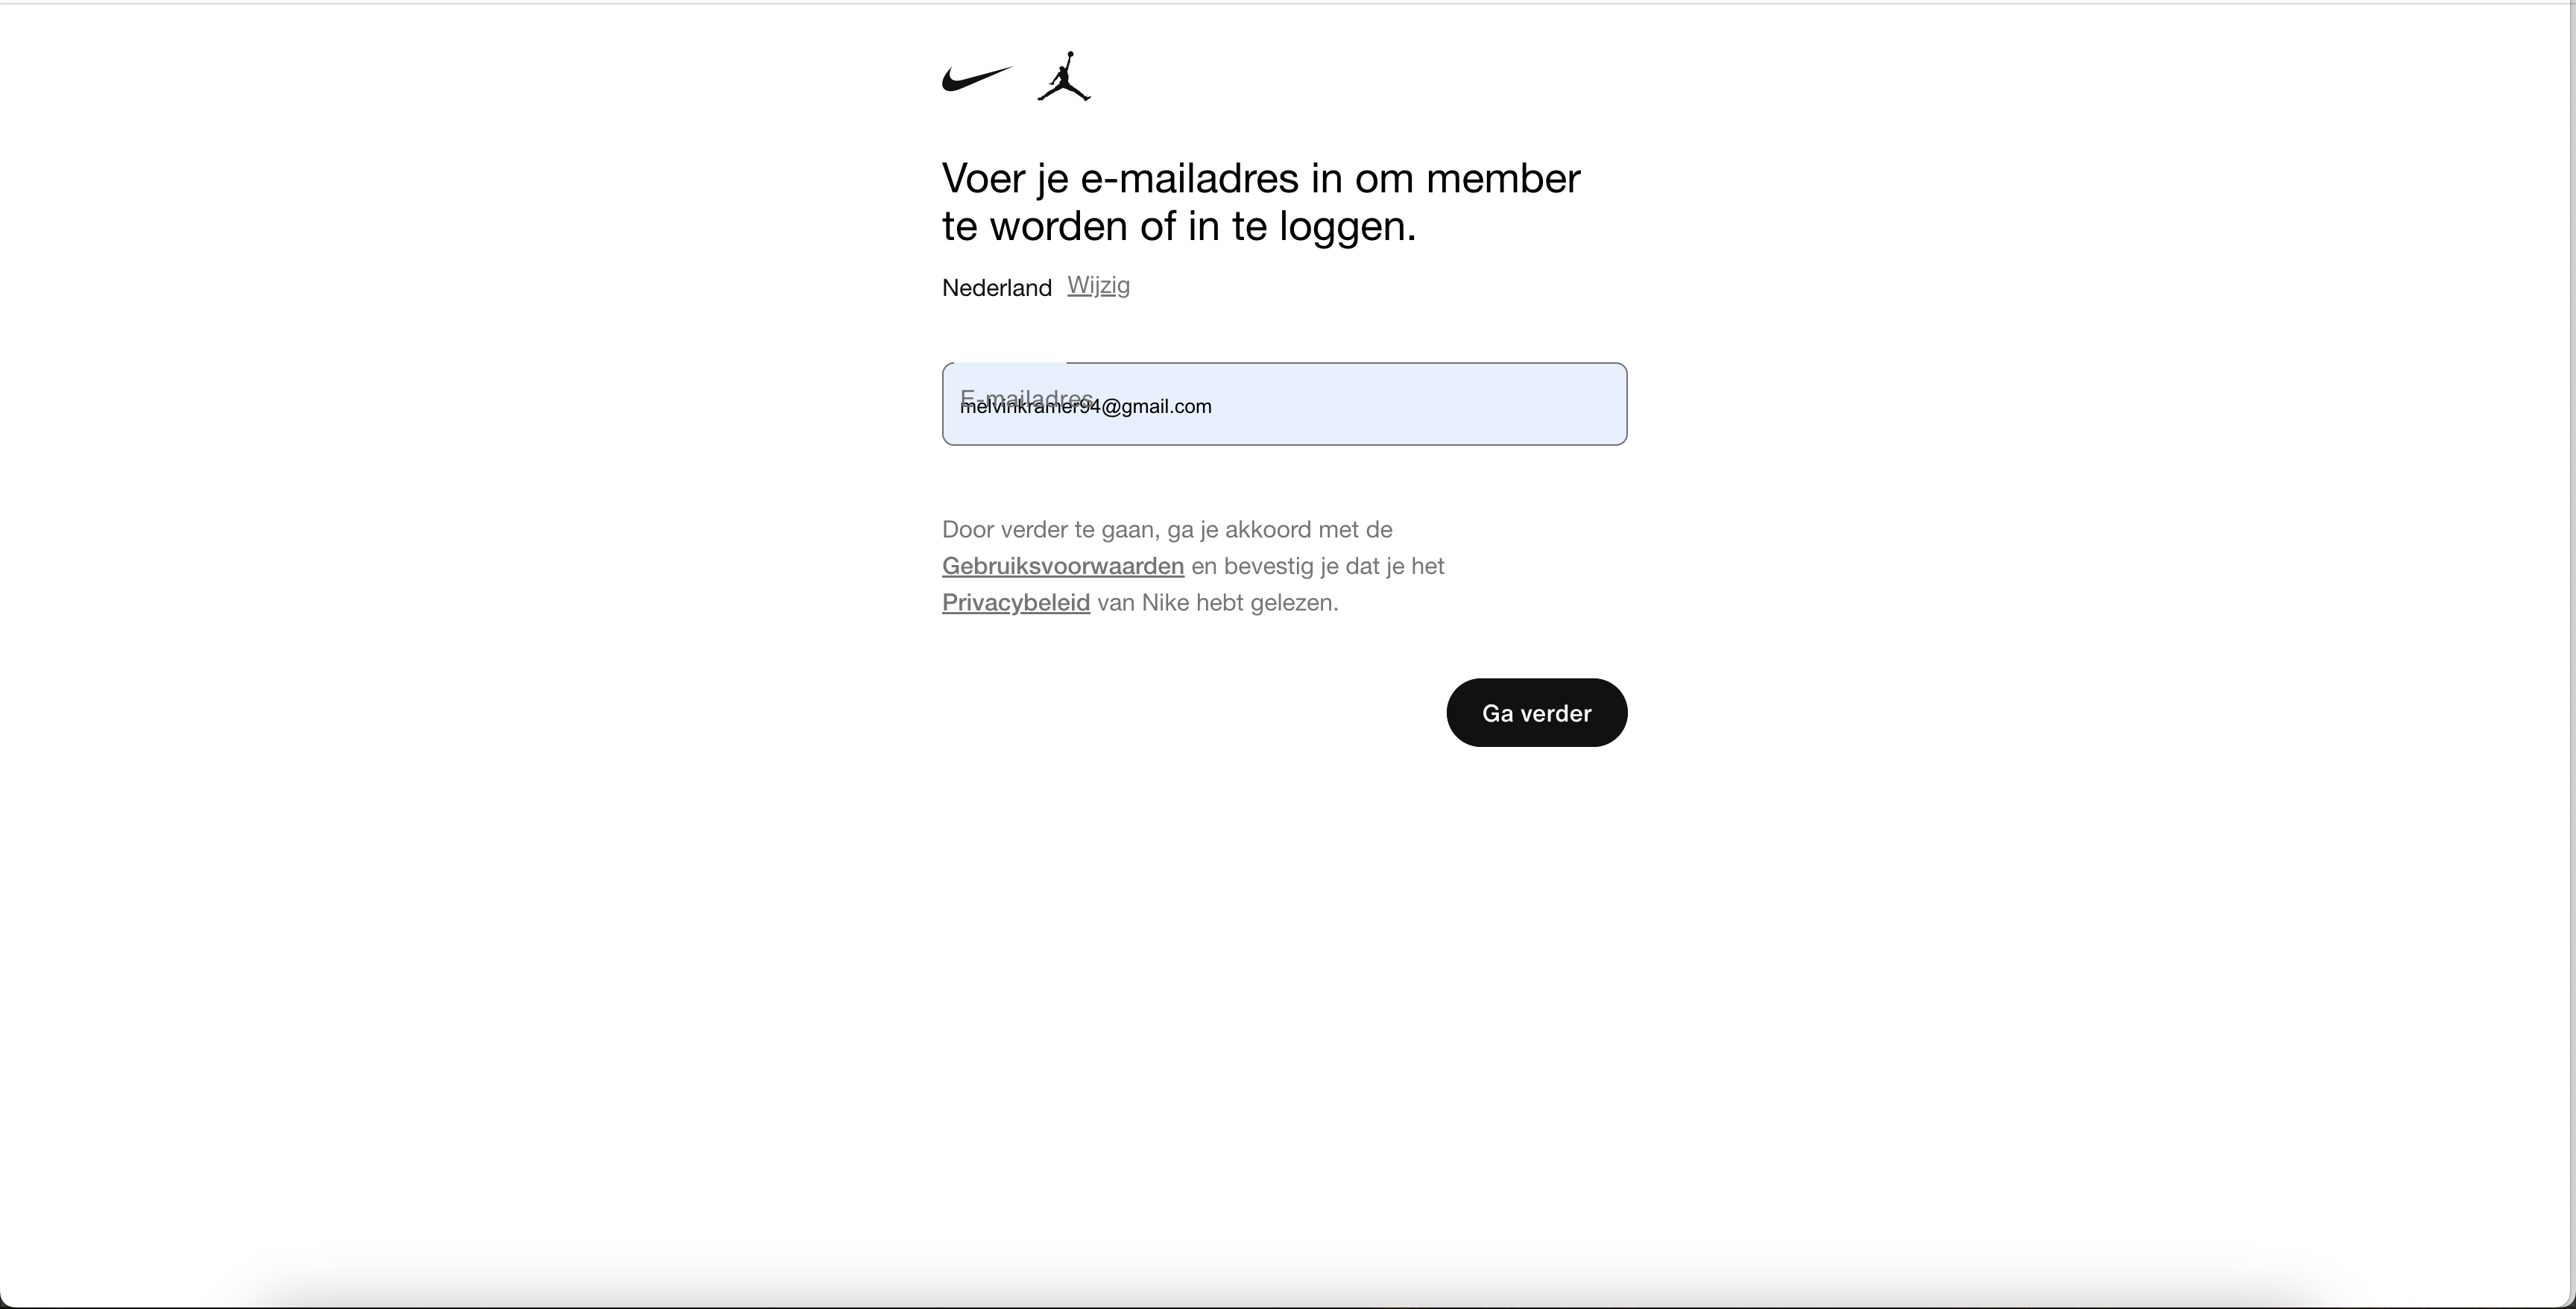 Voer je e-mailadres in om member
te worden of in te loggen.
Nederland Wijzig
E-mailadres
melvinkramer94@gmail.com
Door verder te gaan, ga je akkoord met de
Gebruiksvoorwaarden en bevestig je dat je het
Privacybeleid van Nike hebt gelezen.
Ga verder